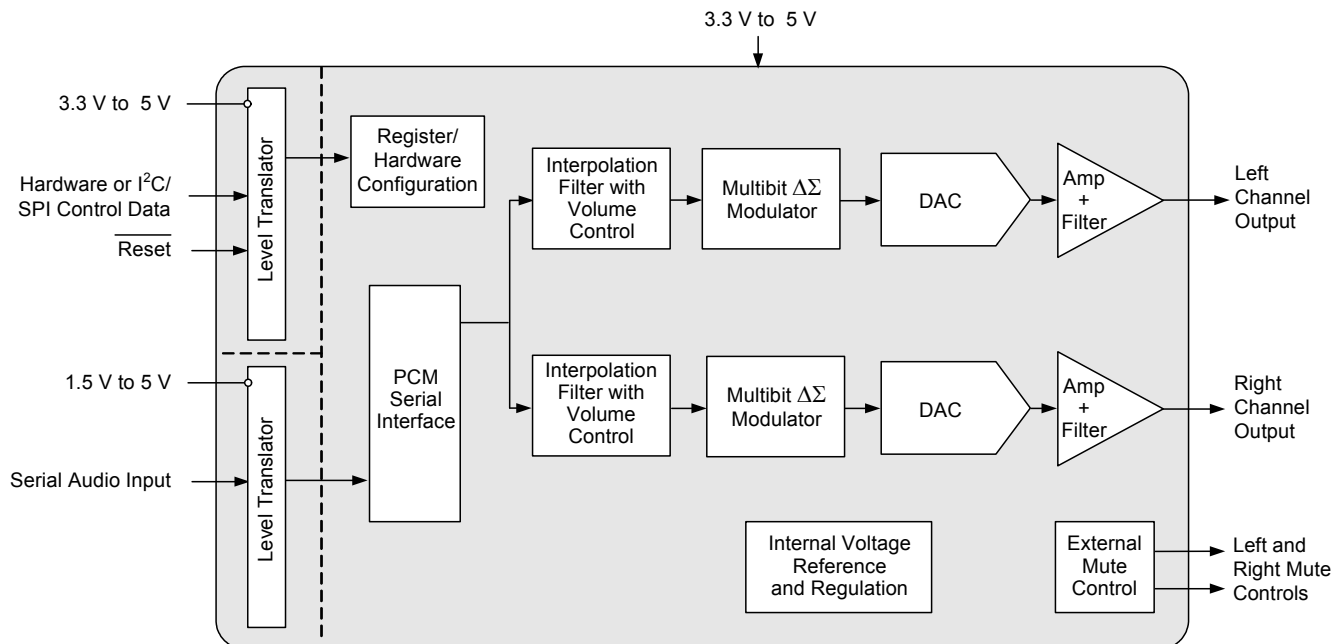 3.3 V to 5 V
3.3 V to 5 V
Hardware or I²C/
SPI Control Data
Reset
Level Translator
Register/
Hardware
Configuration
Interpolation
Filter with
Volume
Control
Multibit ΔΣ
Modulator
DAC
Amp
+
Filter
Left
Channel
Output
1.5 V to 5 V
Serial Audio Input
Level Translator
PCM
Serial
Interface
Interpolation
Filter with
Volume
Control
Multibit ΔΣ
Modulator
DAC
Amp
+
Filter
Right
Channel
Output
Internal Voltage
Reference
and Regulation
External
Mute
Control
Left and
Right Mute
Controls